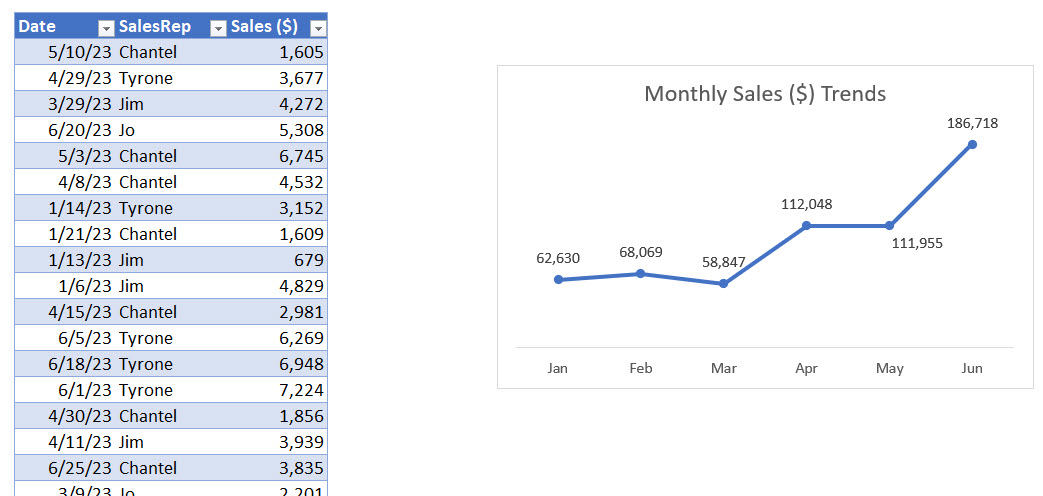 Date SalesRep Sales ($)
5/10/23 Chantel 1,605
4/29/23 Tyrone 3,677
3/29/23 Jim 4,272
6/20/23 Jo 5,308
5/3/23 Chantel 6,745
4/8/23 Chantel 4,532
1/14/23 Tyrone 3,152
1/21/23 Chantel 1,609
1/13/23 Jim 679
1/6/23 Jim 4,829
4/15/23 Chantel 2,981
6/5/23 Tyrone 6,269
6/18/23 Tyrone 6,948
6/1/23 Tyrone 7,224
4/30/23 Chantel 1,856
4/11/23 Jim 3,939
6/25/23 Chantel 3,835
3/9/23 Jo 2,201
Monthly Sales ($) Trends
186,718
112,048
111,955
62,630 68,069 58,847
Jan Feb Mar Apr May Jun